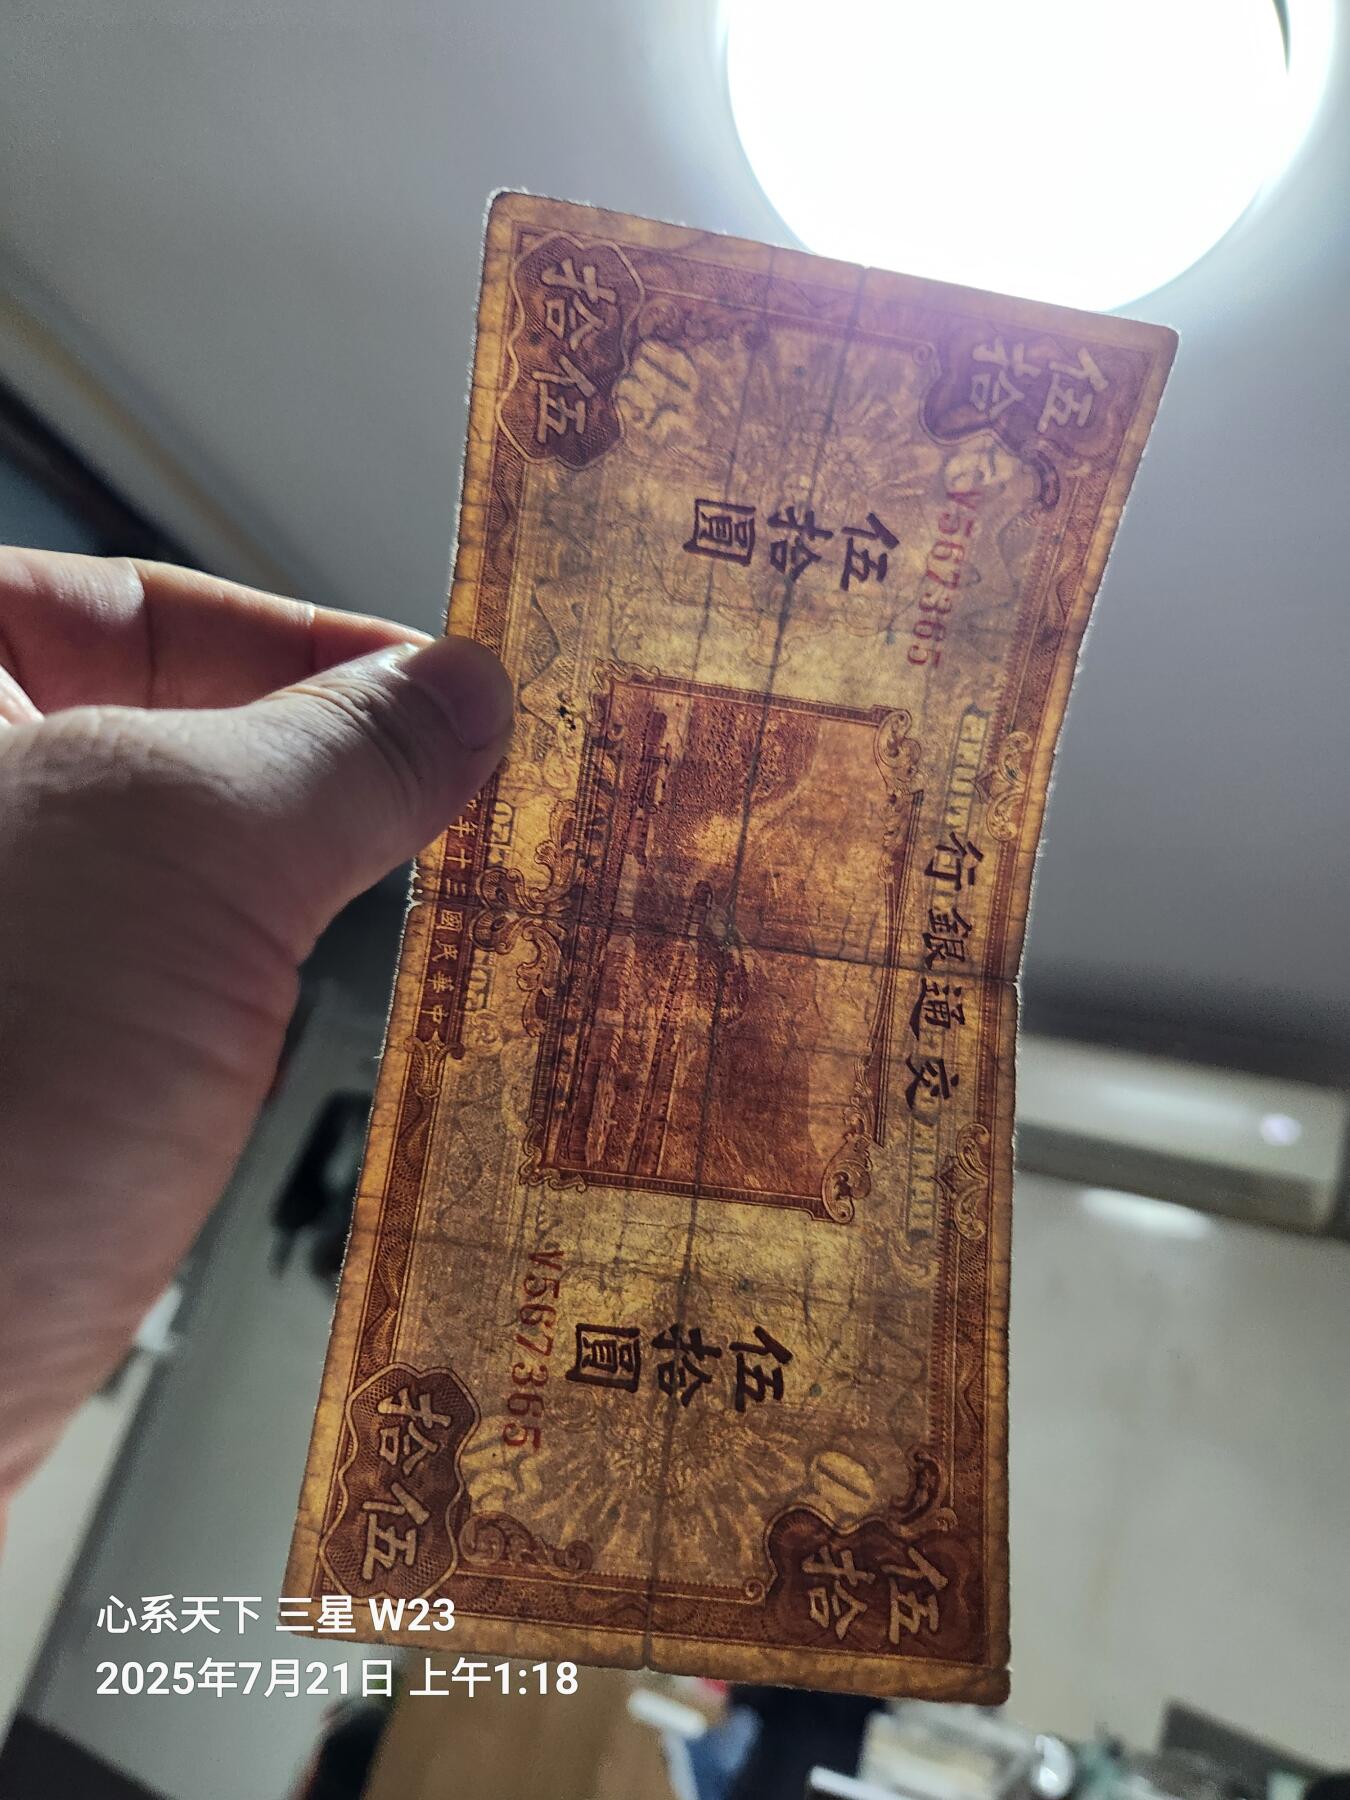 行銀通交
伍拾圓
伍拾圓
V567365
V567365
伍拾
伍拾
伍拾
伍拾
中華民國三十年
心系天下 三星 W23
2025年7月21日 上午1:18